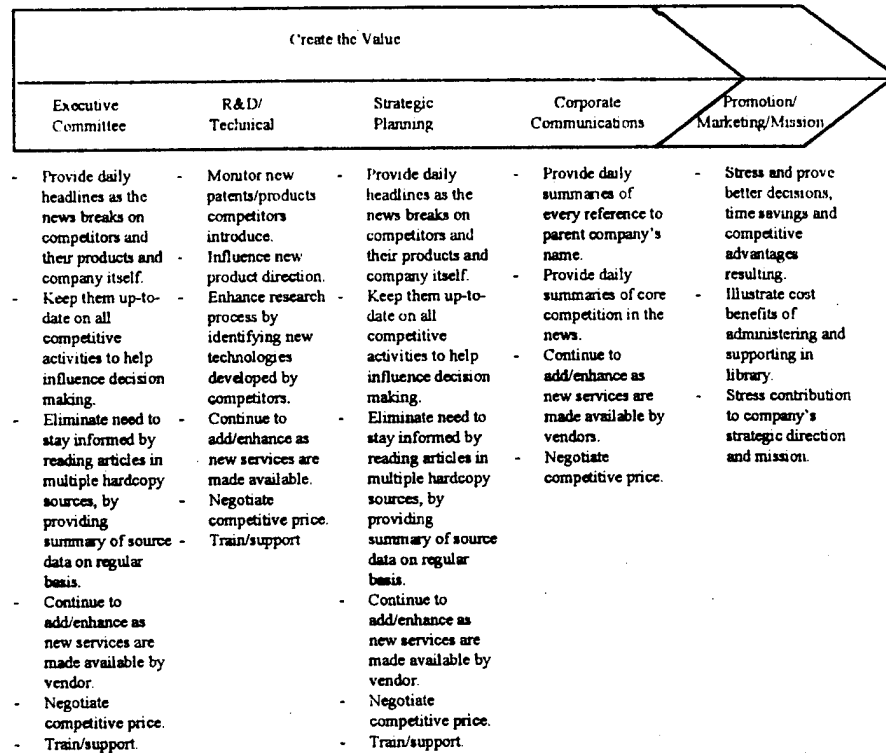 Create the Value
Executive
Committee
R&D/
Technical
Strategic
Planning
Corporate
Communications
Promotion/
Marketing/Mission
- Provide daily
headlines as the
news breaks on
competitors and
their products and
company itself.
- Keep them up-to-
date on all
competitive
activities to help
influence decision
making.
- Eliminate need to
stay informed by
reading articles in
multiple hardcopy
sources, by
providing
summary of source
data on regular
basis.
- Continue to
add/enhance as
new services are
made available by
vendor.
- Negotiate
competitive price.
- Train/support.
- Monitor new
patents/products
competitors
introduce.
- Influence new
product direction.
- Enhance research
process by
identifying new
technologies
developed by
competitors.
- Continue to
add/enhance as
new services are
made available.
- Negotiate
competitive price.
- Train/support
- Provide daily
headlines as the
news breaks on
competitors and
their products and
company itself.
- Keep them up-to-
date on all
competitive
activities to help
influence decision
making.
- Eliminate need to
stay informed by
reading articles in
multiple hardcopy
sources, by
providing
summary of source
data on regular
basis.
- Continue to
add/enhance as
new services are
made available by
vendor.
- Negotiate
competitive price.
- Train/support.
- Provide daily
summaries of
every reference to
parent company's
name.
- Provide daily
summaries of core
competition in the
news.
- Continue to
add/enhance as
new services are
made available by
vendors.
- Negotiate
competitive price.
- Stress and prove
better decisions,
time savings and
competitive
advantages
resulting.
- Illustrate cost
benefits of
administering and
supporting in
library.
- Stress contribution
to company's
strategic direction
and mission.